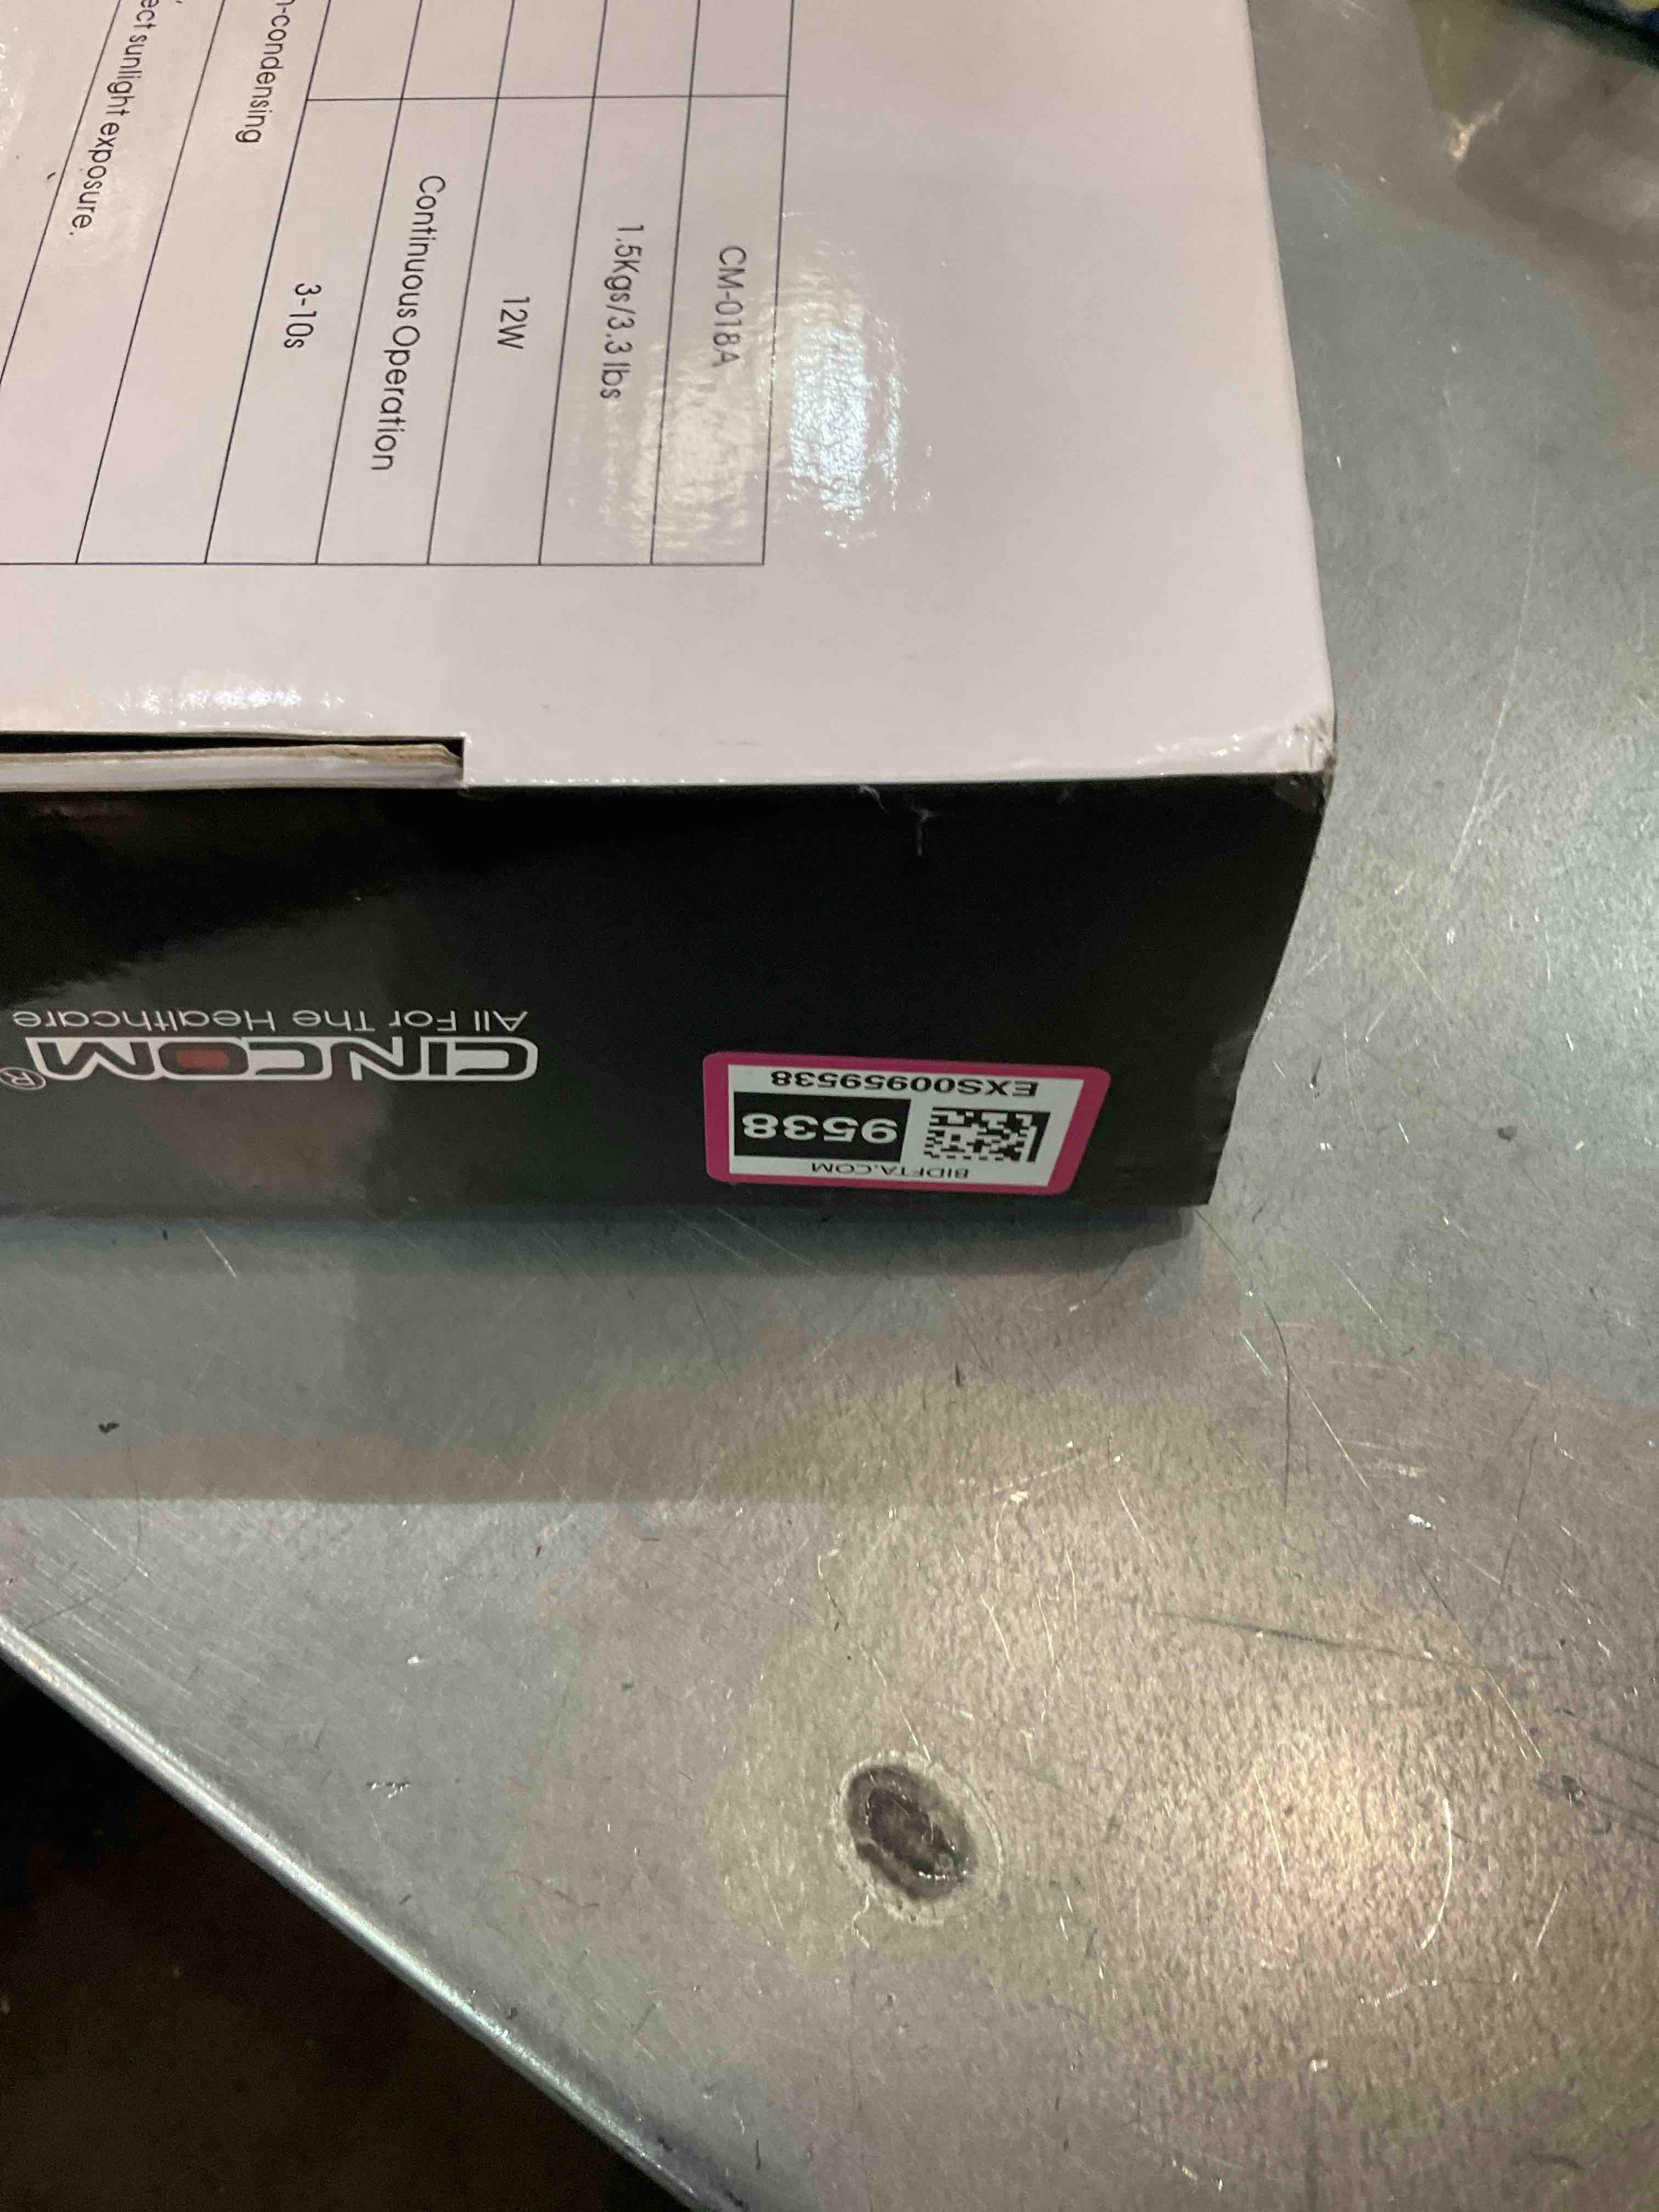 CM-018A
1.5Kgs/3.3 lbs
12W
Continuous Operation
3-10s
n-condensing
ect sunlight exposure.
CINCOM®
All For The Healthcare
BIDFTA.COM
9538
EXS00959538